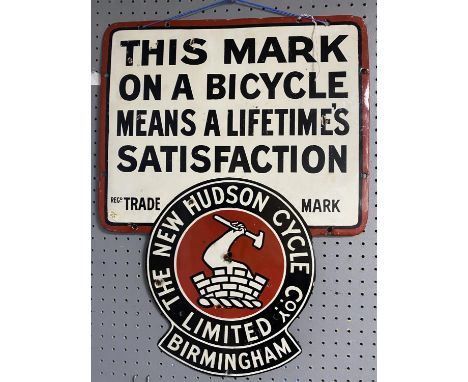 THIS MARK
ON A BICYCLE
MEANS A LIFETIME'S
SATISFACTION
REGD TRADE MARK
THE NEW HUDSON CYCLE COY.
LIMITED
BIRMINGHAM